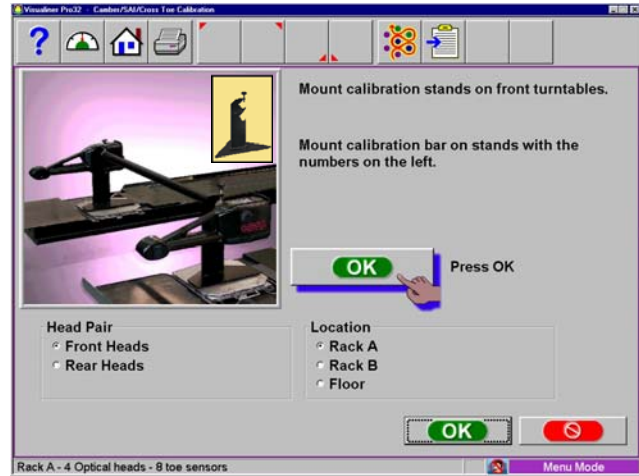 Visualiner Pro32 - Camber/SAI/Cross Toe Calibration
?
Mount calibration stands on front turntables.
Mount calibration bar on stands with the
numbers on the left.
OK
Press OK
Head Pair
Front Heads
Rear Heads
Location
Rack A
Rack B
Floor
OK
Rack A - 4 Optical heads - 8 toe sensors
Menu Mode